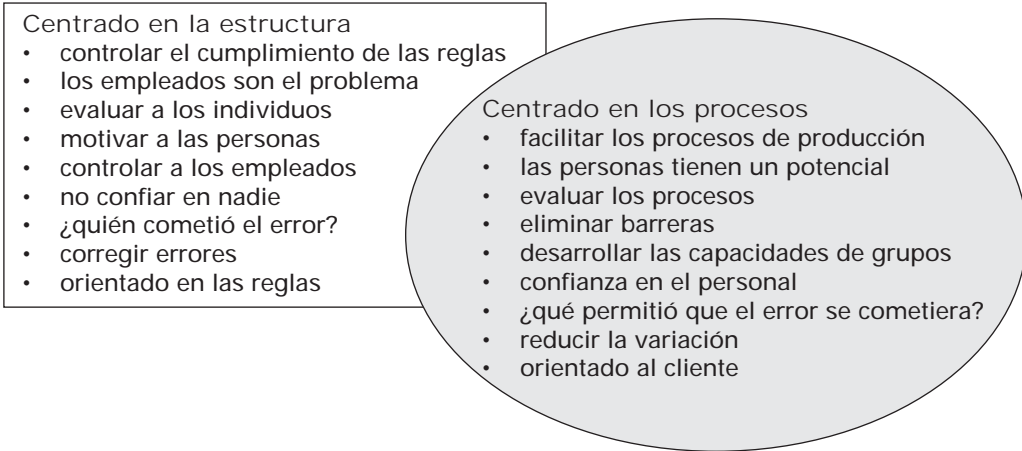 Centrado en la estructura
• controlar el cumplimiento de las reglas
• los empleados son el problema
• evaluar a los individuos
• motivar a las personas
• controlar a los empleados
• no confiar en nadie
• ¿quién cometió el error?
• corregir errores
• orientado en las reglas
Centrado en los procesos
• facilitar los procesos de producción
• las personas tienen un potencial
• evaluar los procesos
• eliminar barreras
• desarrollar las capacidades de grupos
• confianza en el personal
• ¿qué permitió que el error se cometiera?
• reducir la variación
• orientado al cliente